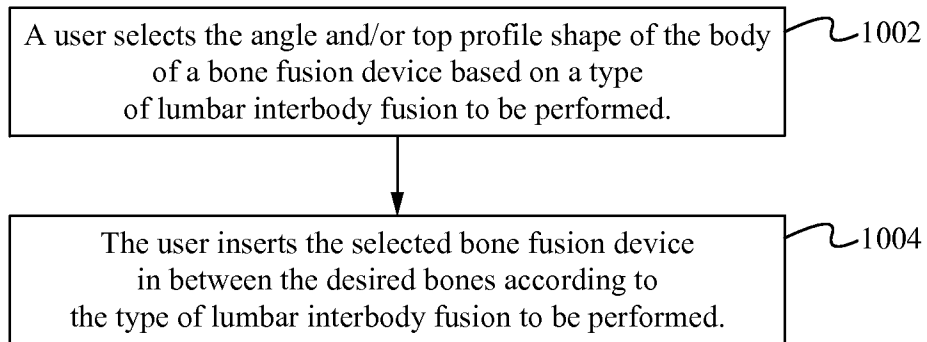 A user selects the angle and/or top profile shape of the body
of a bone fusion device based on a type
of lumbar interbody fusion to be performed.
1002
The user inserts the selected bone fusion device
in between the desired bones according to
the type of lumbar interbody fusion to be performed.
1004